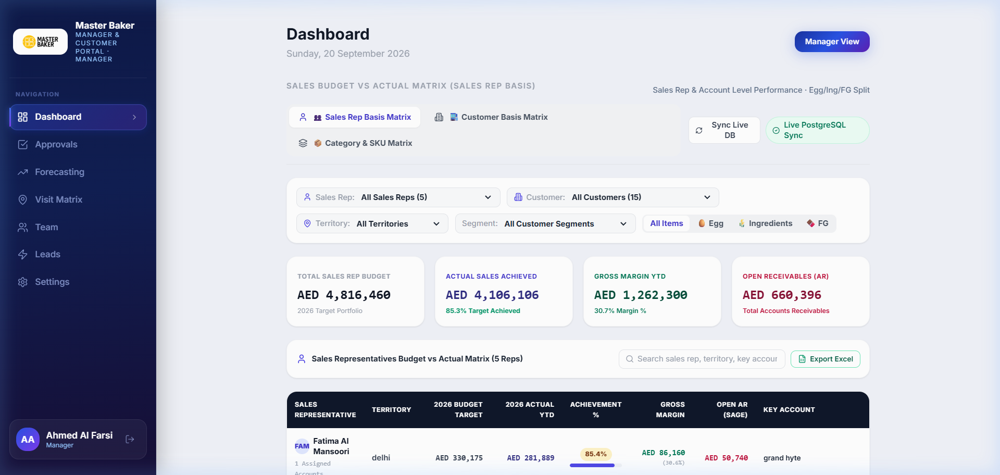 MASTER
BAKER
Master Baker
MANAGER &
CUSTOMER
PORTAL ·
MANAGER
NAVIGATION
Dashboard
Approvals
Forecasting
Visit Matrix
Team
Leads
Settings
AA
Ahmed Al Farsi
Manager
Dashboard
Sunday, 20 September 2026
Manager View
SALES BUDGET VS ACTUAL MATRIX (SALES REP BASIS)
Sales Rep & Account Level Performance · Egg/Ing/FG Split
Sales Rep Basis Matrix
Customer Basis Matrix
Category & SKU Matrix
Sync Live
DB
Live PostgreSQL
Sync
Sales Rep: All Sales Reps (5)
Customer: All Customers (15)
Territory: All Territories
Segment: All Customer Segments
All Items
Egg
Ingredients
FG
TOTAL SALES REP BUDGET
AED 4,816,460
2026 Target Portfolio
ACTUAL SALES ACHIEVED
AED 4,106,106
85.3% Target Achieved
GROSS MARGIN YTD
AED 1,262,300
30.7% Margin %
OPEN RECEIVABLES (AR)
AED 660,396
Total Accounts Receivables
Sales Representatives Budget vs Actual Matrix (5 Reps)
Search sales rep, territory, key accour
Export Excel
SALES
REPRESENTATIVE
TERRITORY
2026 BUDGET
TARGET
2026 ACTUAL
YTD
ACHIEVEMENT
%
GROSS
MARGIN
OPEN AR
(SAGE)
KEY ACCOUNT
FAM
Fatima Al
Mansoori
1 Assigned
Accounts
delhi
AED 330,175
AED 281,889
85.4%
AED 86,160
(30.6%)
AED 50,740
grand hyte